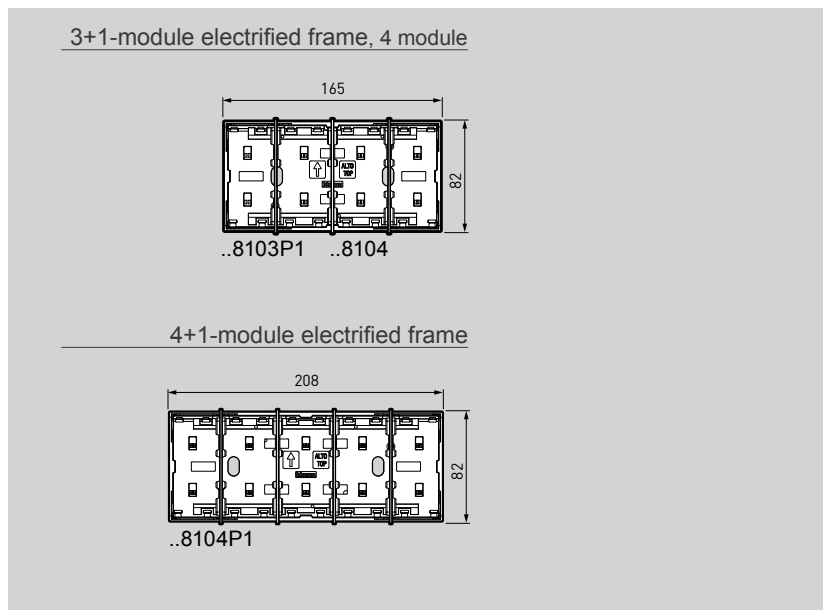 3+1-module electrified frame, 4 module
165
ALTO
TOP
82
..8103P1 ..8104
4+1-module electrified frame
208
ALTO
TOP
82
..8104P1